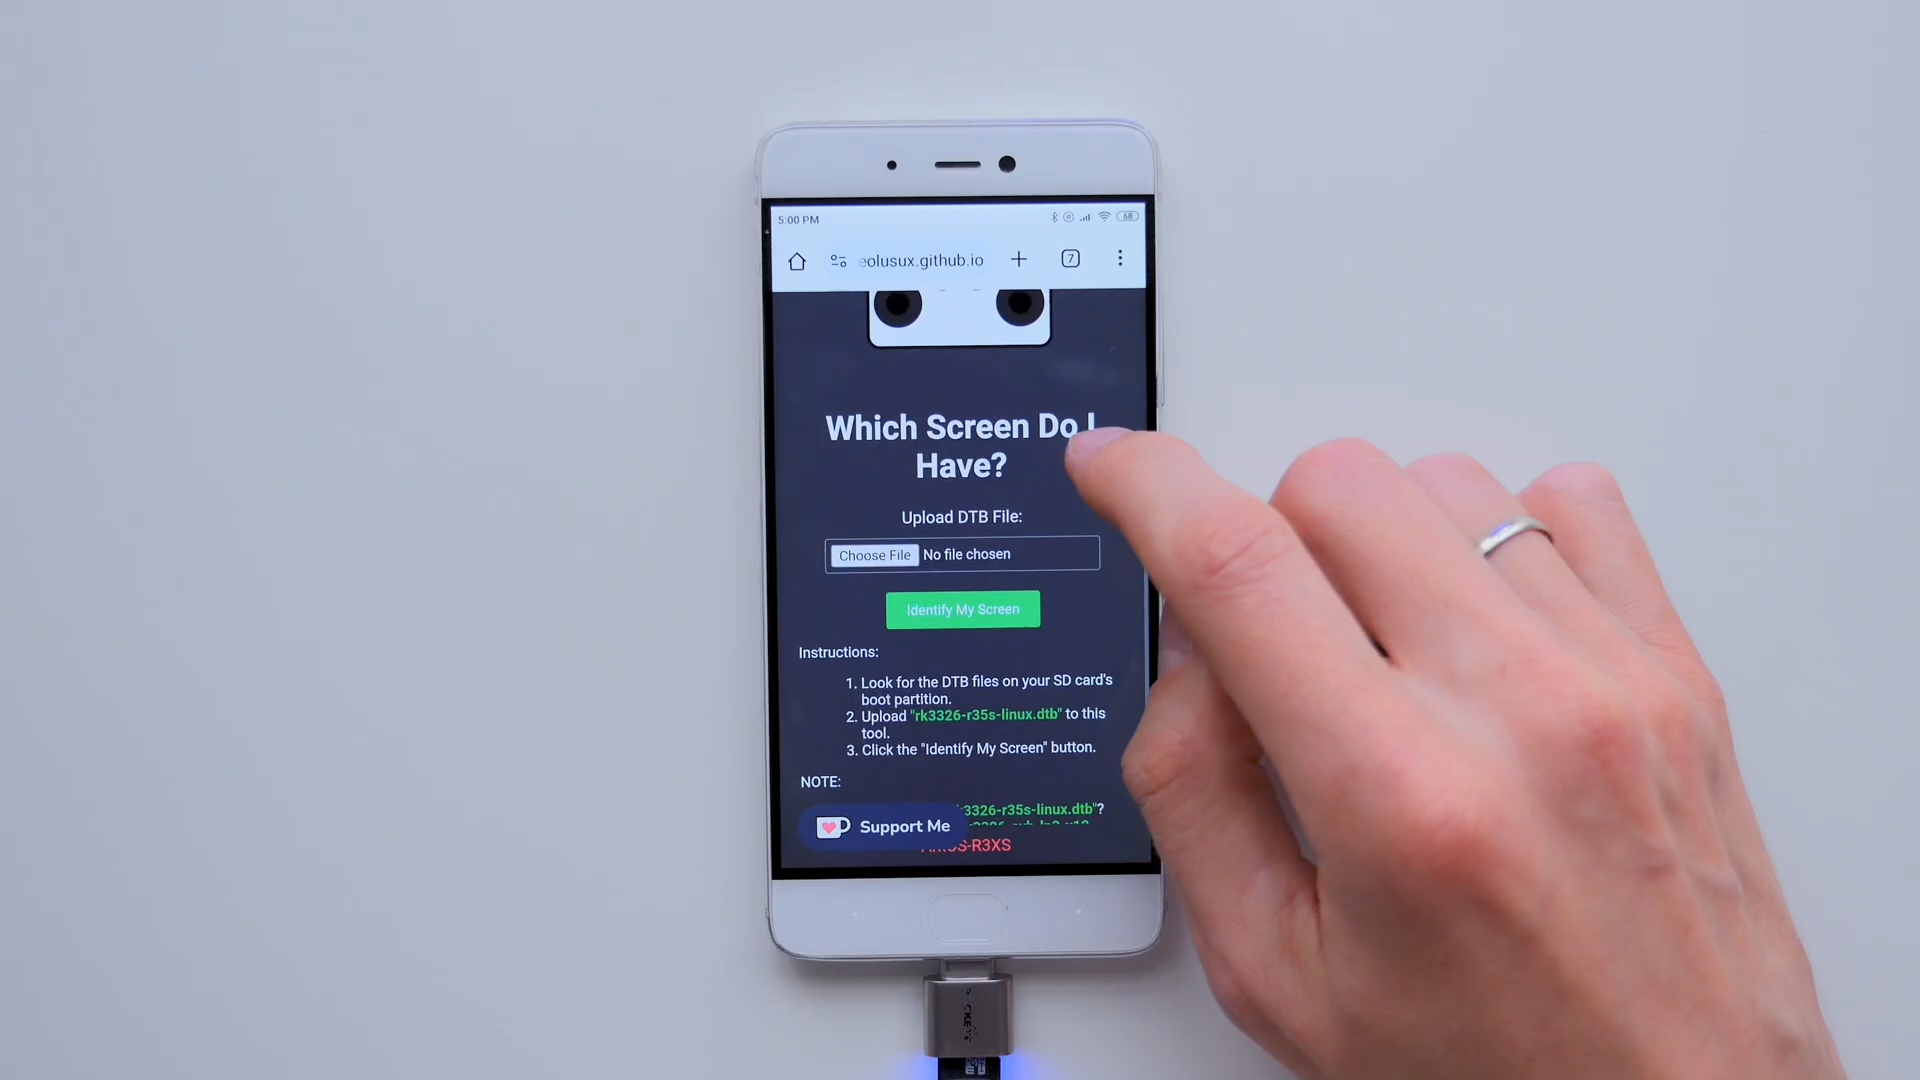 5:00 PM
68
eolusux.github.io
7
Which Screen Do I
Have?
Upload DTB File:
Choose File No file chosen
Identify My Screen
Instructions:
1. Look for the DTB files on your SD card's
boot partition.
2. Upload "rk3326-r35s-linux.dtb" to this
tool.
3. Click the "Identify My Screen" button.
NOTE:
3326-r35s-linux.dtb"?
Support Me
-R3XS